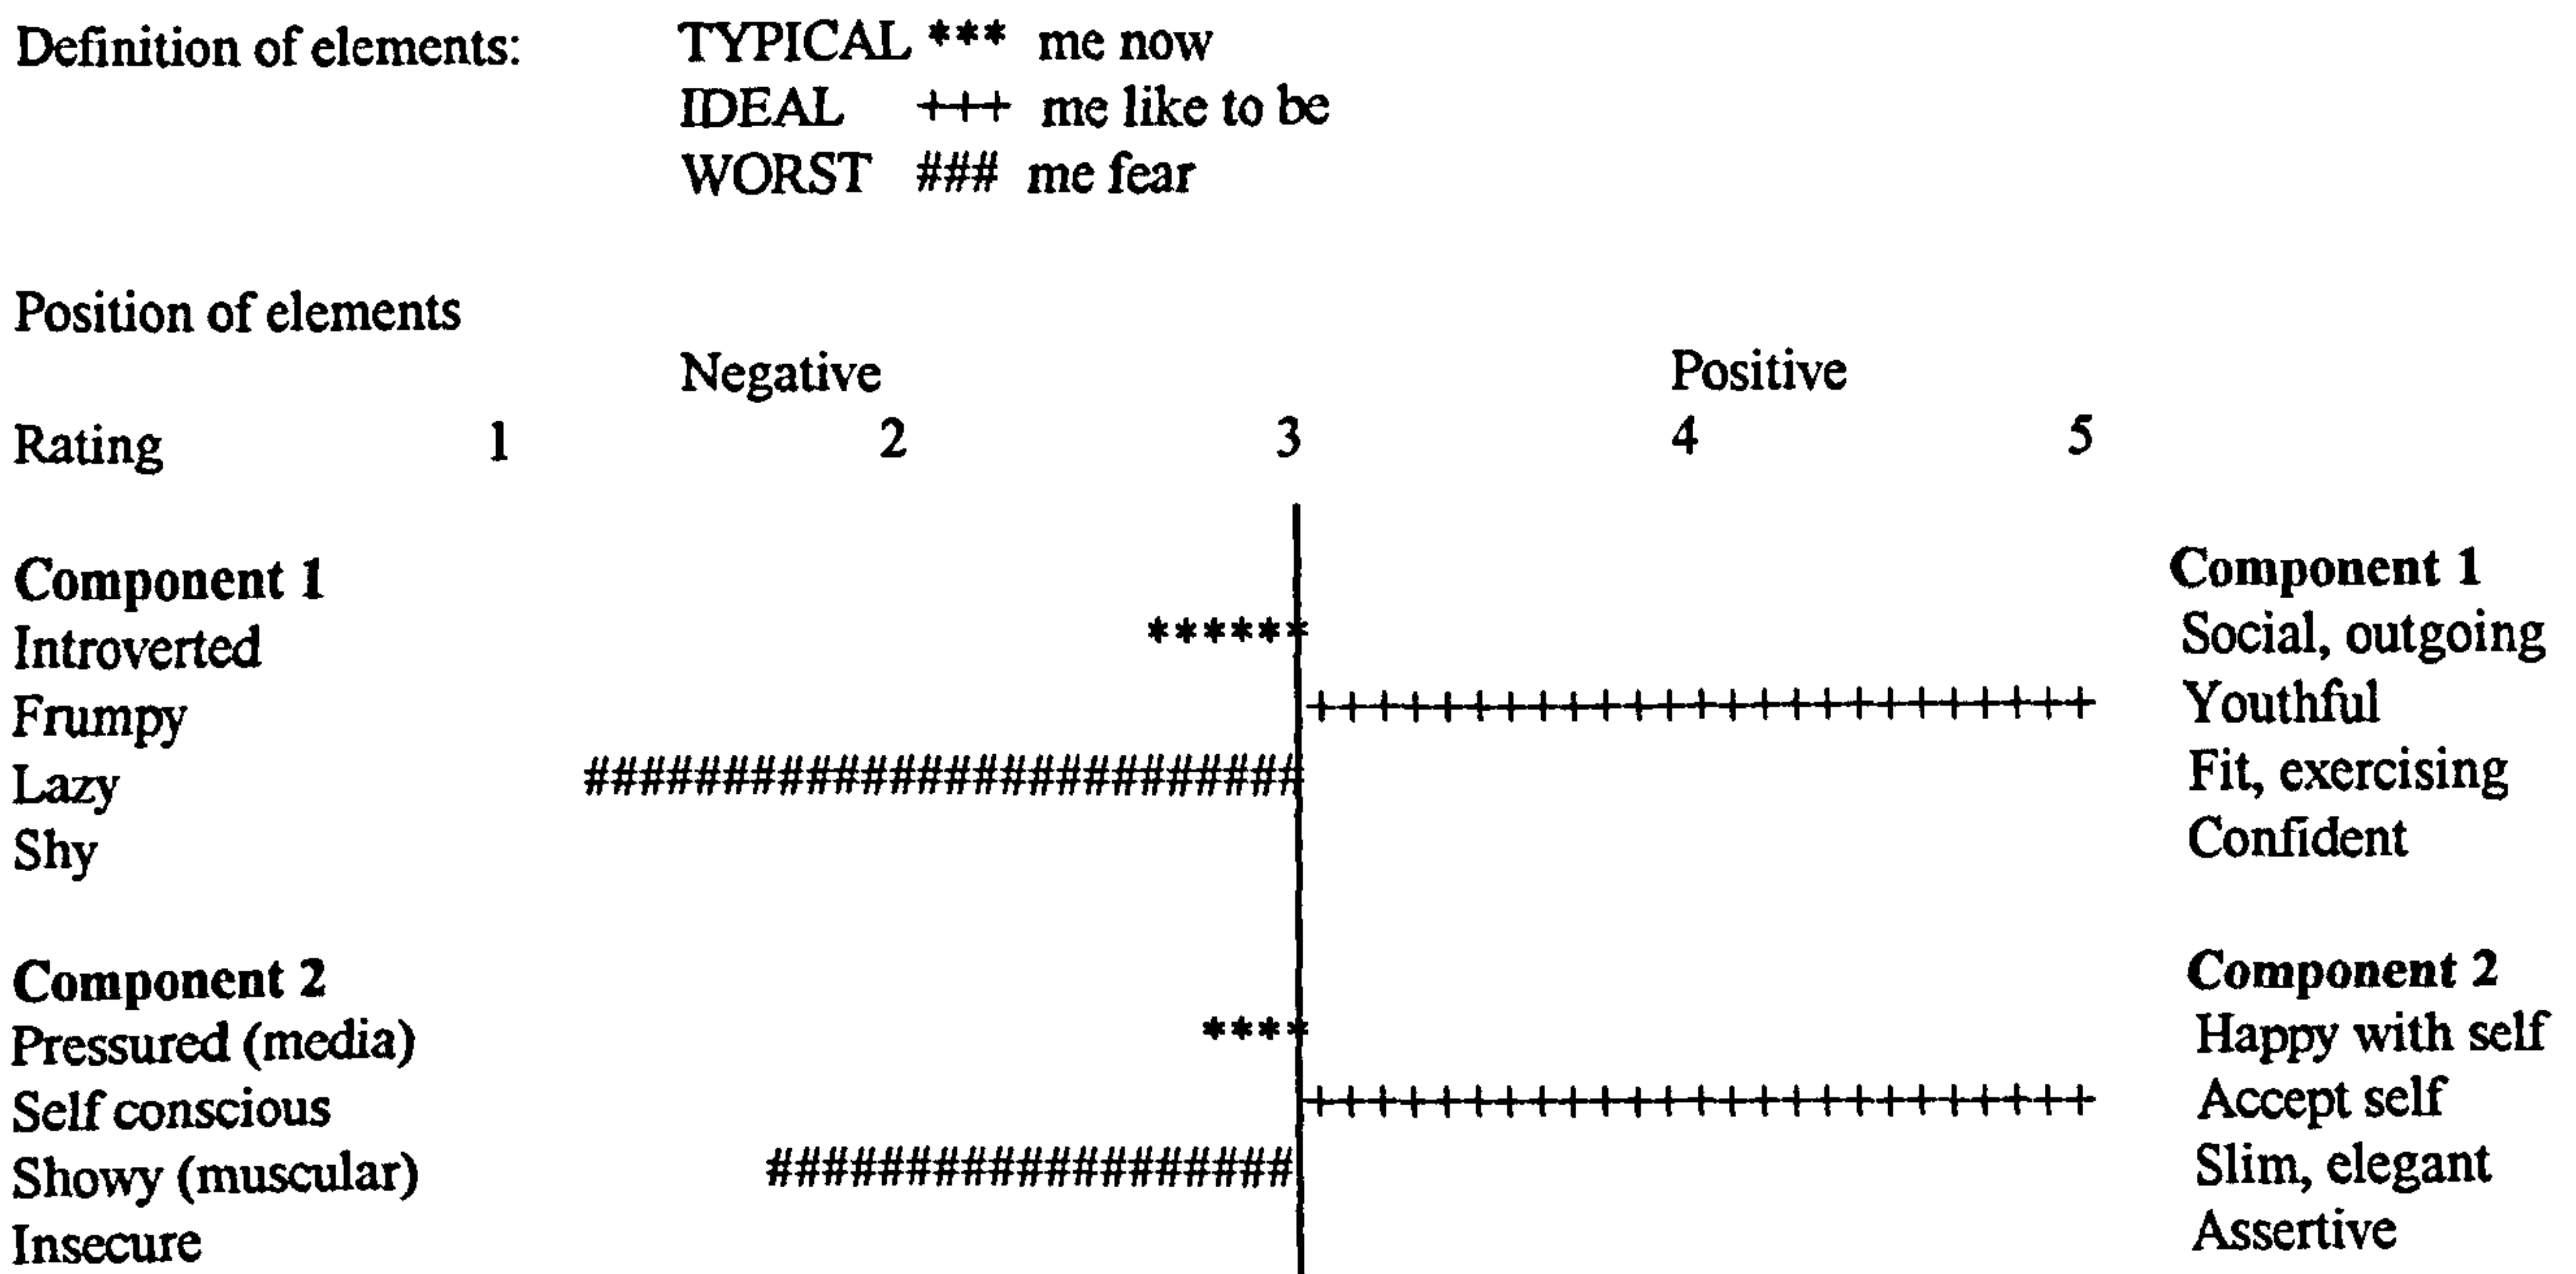 Definition of elements: TYPICAL *** me now
IDEAL +++ me like to be
WORST ### me fear
Position of elements
Negative Positive
Rating 1 2 3 4 5
Component 1 Component 1
Introverted ****** Social, outgoing
Frumpy +++++++++++++++++++++++++ Youthful
Lazy ########################## Fit, exercising
Shy Confident
Component 2 Component 2
Pressured (media) **** Happy with self
Self conscious +++++++++++++++++++++++++ Accept self
Showy (muscular) ################### Slim, elegant
Insecure Assertive